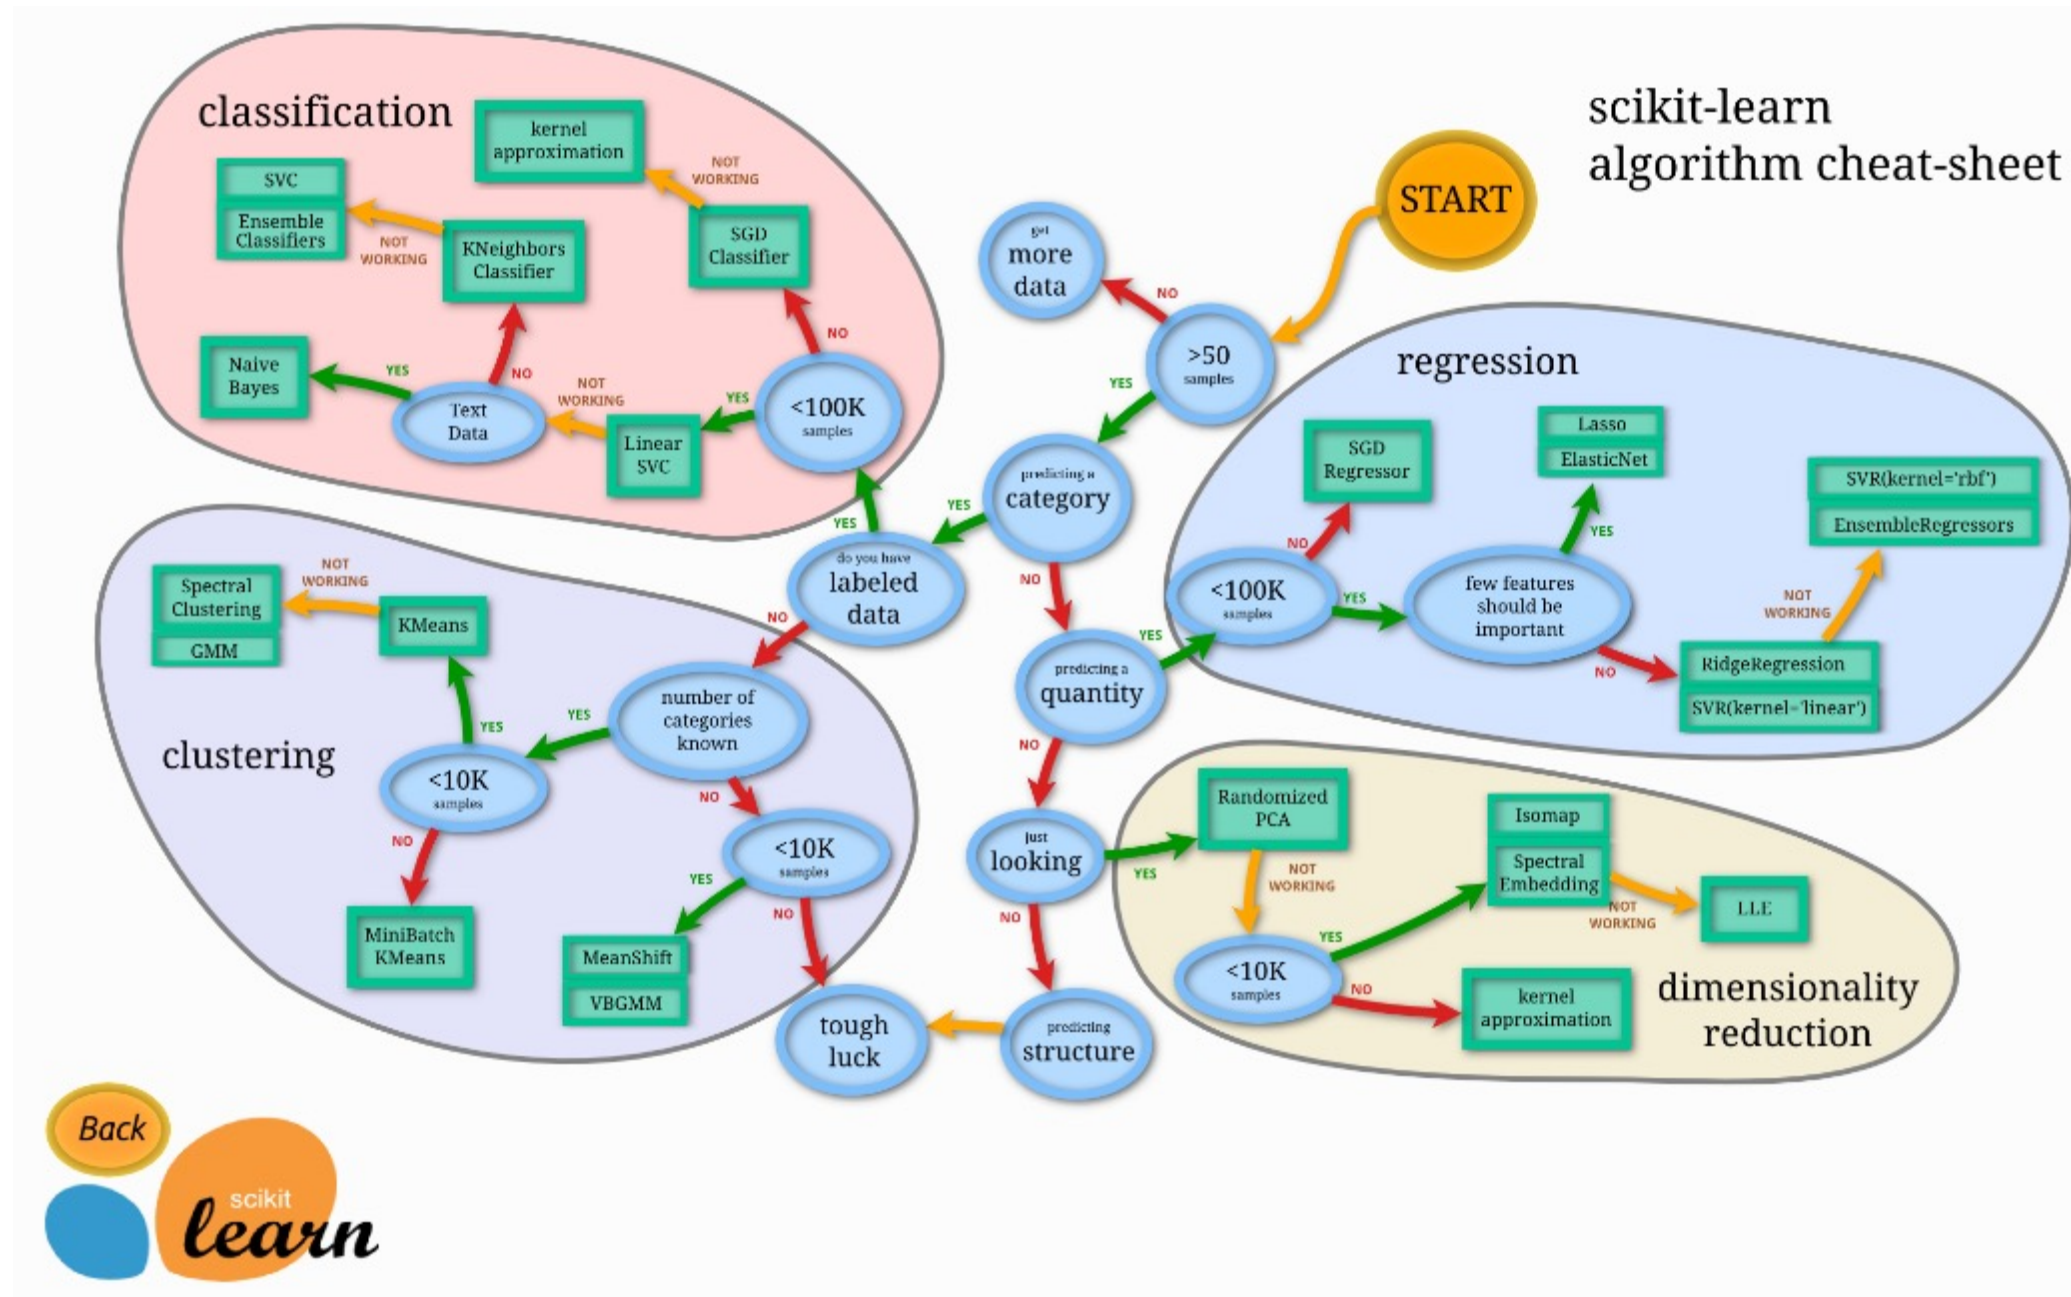 scikit-learn
algorithm cheat-sheet
START
classification
kernel
approximation
NOT
WORKING
SVC
Ensemble
Classifiers
NOT
WORKING
KNeighbors
Classifier
SGD
Classifier
NO
Naive
Bayes
YES
Text
Data
NO
NOT
WORKING
Linear
SVC
YES
<100K
samples
YES
get
more
data
NO
>50
samples
YES
predicting a
category
YES
NO
do you have
labeled
data
NO
predicting a
quantity
YES
NO
just
looking
YES
NO
predicting
structure
tough
luck
regression
SGD
Regressor
NO
<100K
samples
YES
Lasso
ElasticNet
YES
few features
should be
important
NO
SVR(kernel='rbf')
EnsembleRegressors
NOT
WORKING
RidgeRegression
SVR(kernel='linear')
clustering
Spectral
Clustering
GMM
NOT
WORKING
KMeans
YES
<10K
samples
NO
MiniBatch
KMeans
YES
number of
categories
known
NO
<10K
samples
YES
NO
MeanShift
VBGMM
dimensionality
reduction
Randomized
PCA
NOT
WORKING
<10K
samples
YES
NO
Isomap
Spectral
Embedding
NOT
WORKING
LLE
kernel
approximation
Back
scikit
learn